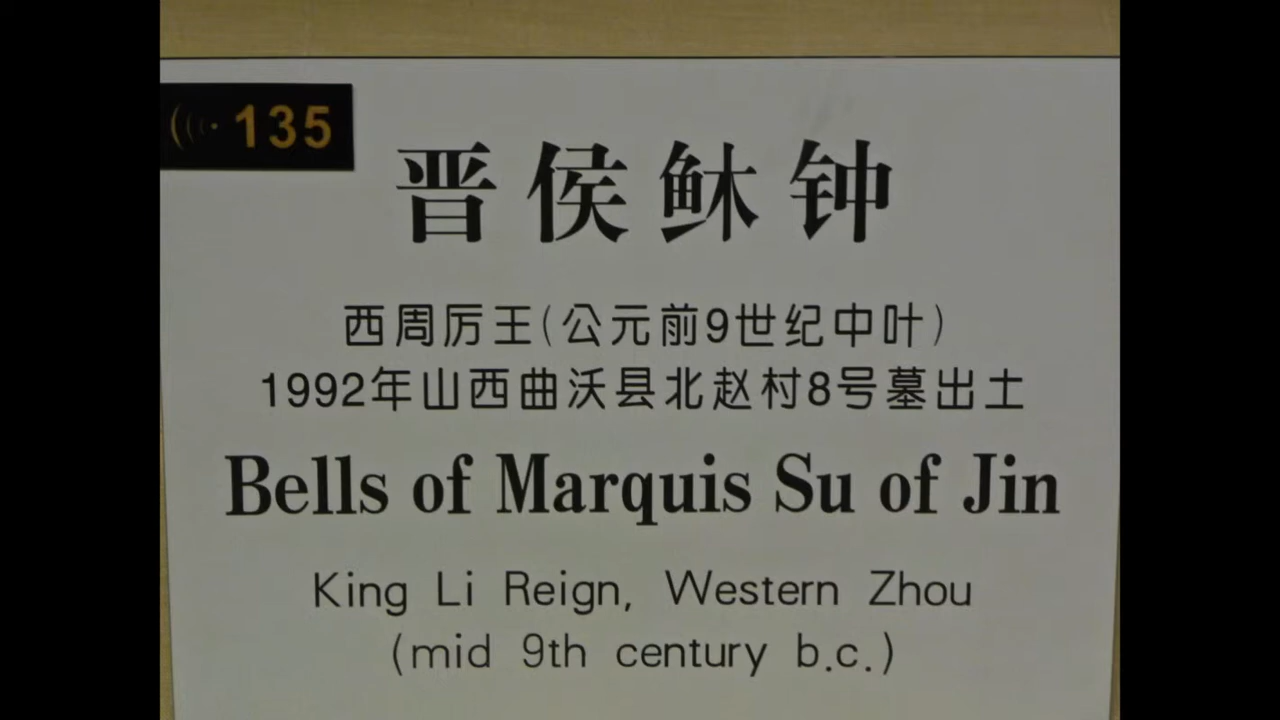 135
晋侯稣钟
西周厉王(公元前9世纪中叶)
1992年山西曲沃县北赵村8号墓出土
Bells of Marquis Su of Jin
King Li Reign, Western Zhou
(mid 9th century b.c.)